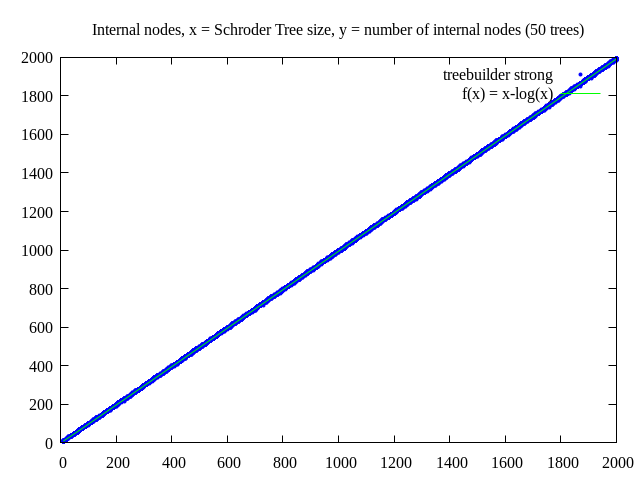 Internal nodes, x = Schroder Tree size, y = number of internal nodes (50 trees)
2000
treebuilder strong
f(x) = x-log(x)
1800
1600
1400
1200
1000
800
600
400
200
0
0 200 400 600 800 1000 1200 1400 1600 1800 2000